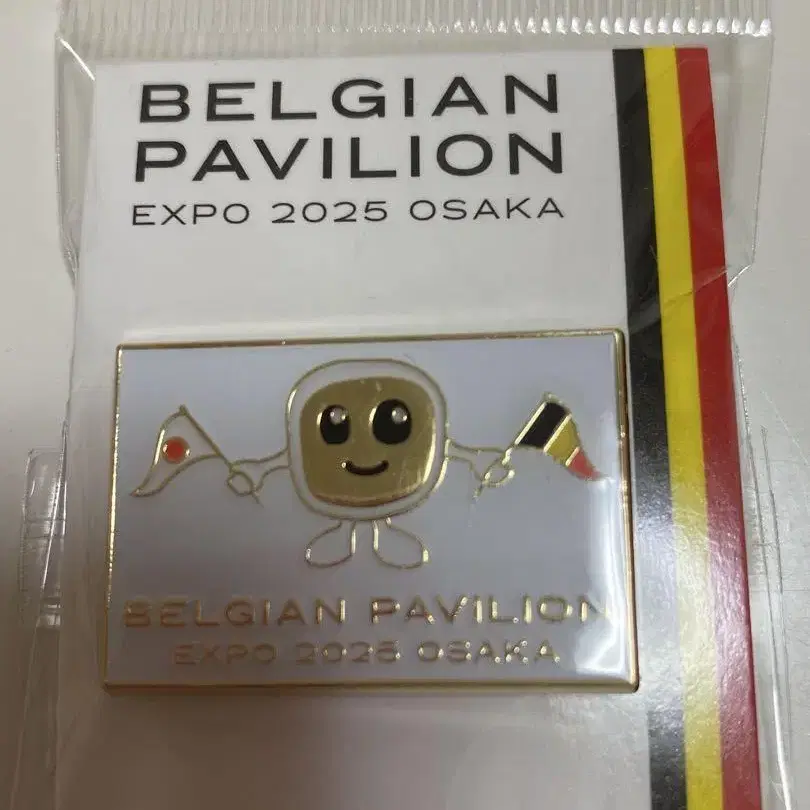 BELGIAN
PAVILION
EXPO 2025 OSAKA
BELGIAN PAVILION
EXPO 2025 OSAKA